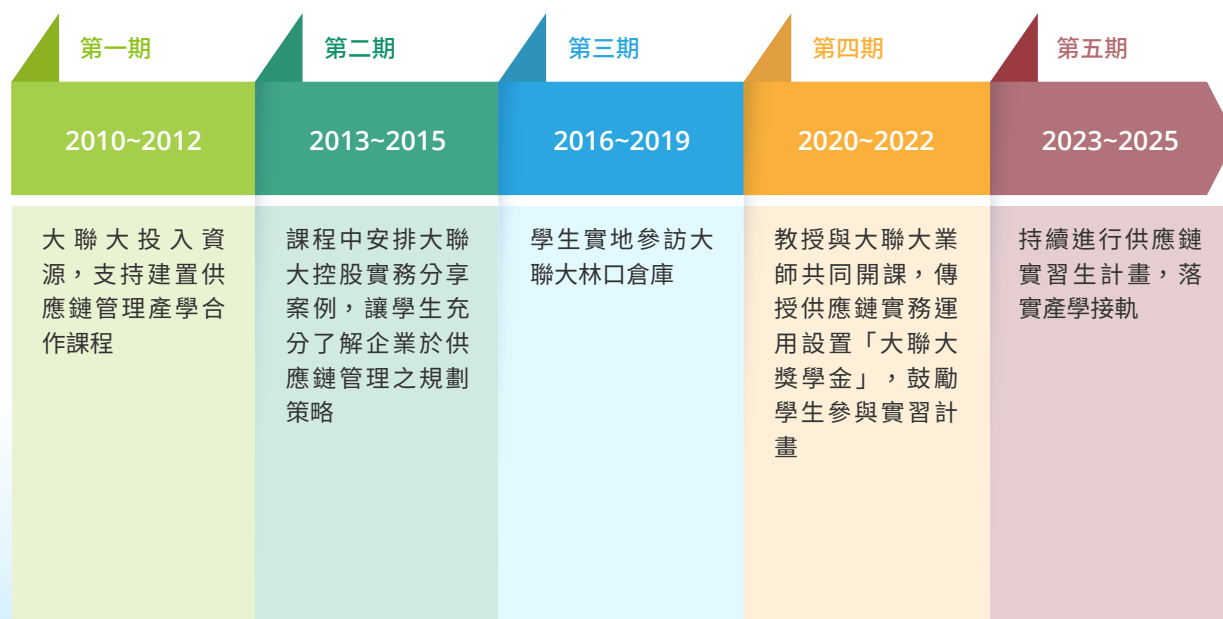 第一期
2010~2012
大聯大投入資
源，支持建置供
應鏈管理產學合
作課程
第二期
2013~2015
課程中安排大聯
大控股實務分享
案例，讓學生充
分了解企業於供
應鏈管理之規劃
策略
第三期
2016~2019
學生實地參訪大
聯大林口倉庫
第四期
2020~2022
教授與大聯大業
師共同開課，傳
授供應鏈實務運
用設置「大聯大
獎學金」，鼓勵
學生參與實習計
畫
第五期
2023~2025
持續進行供應鏈
實習生計畫，落
實產學接軌